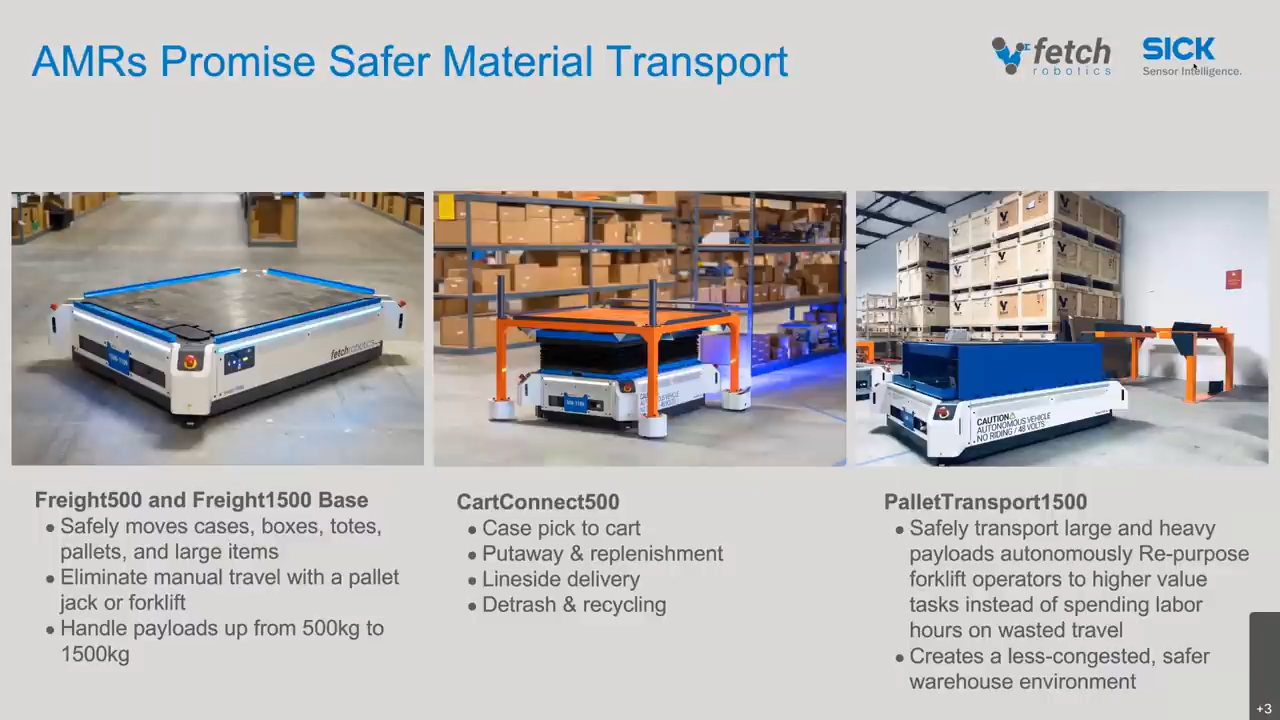 AMRs Promise Safer Material Transport
fetch
robotics
SICK
Sensor Intelligence.
fetchrobotics
CAUTION
AUTONOMOUS VEHICLE
NO RIDING / 48 VOLTS
Freight500 and Freight1500 Base
• Safely moves cases, boxes, totes,
pallets, and large items
• Eliminate manual travel with a pallet
jack or forklift
• Handle payloads up from 500kg to
1500kg
CartConnect500
• Case pick to cart
• Putaway & replenishment
• Lineside delivery
• Detrash & recycling
PalletTransport1500
• Safely transport large and heavy
payloads autonomously Re-purpose
forklift operators to higher value
tasks instead of spending labor
hours on wasted travel
• Creates a less-congested, safer
warehouse environment
+3